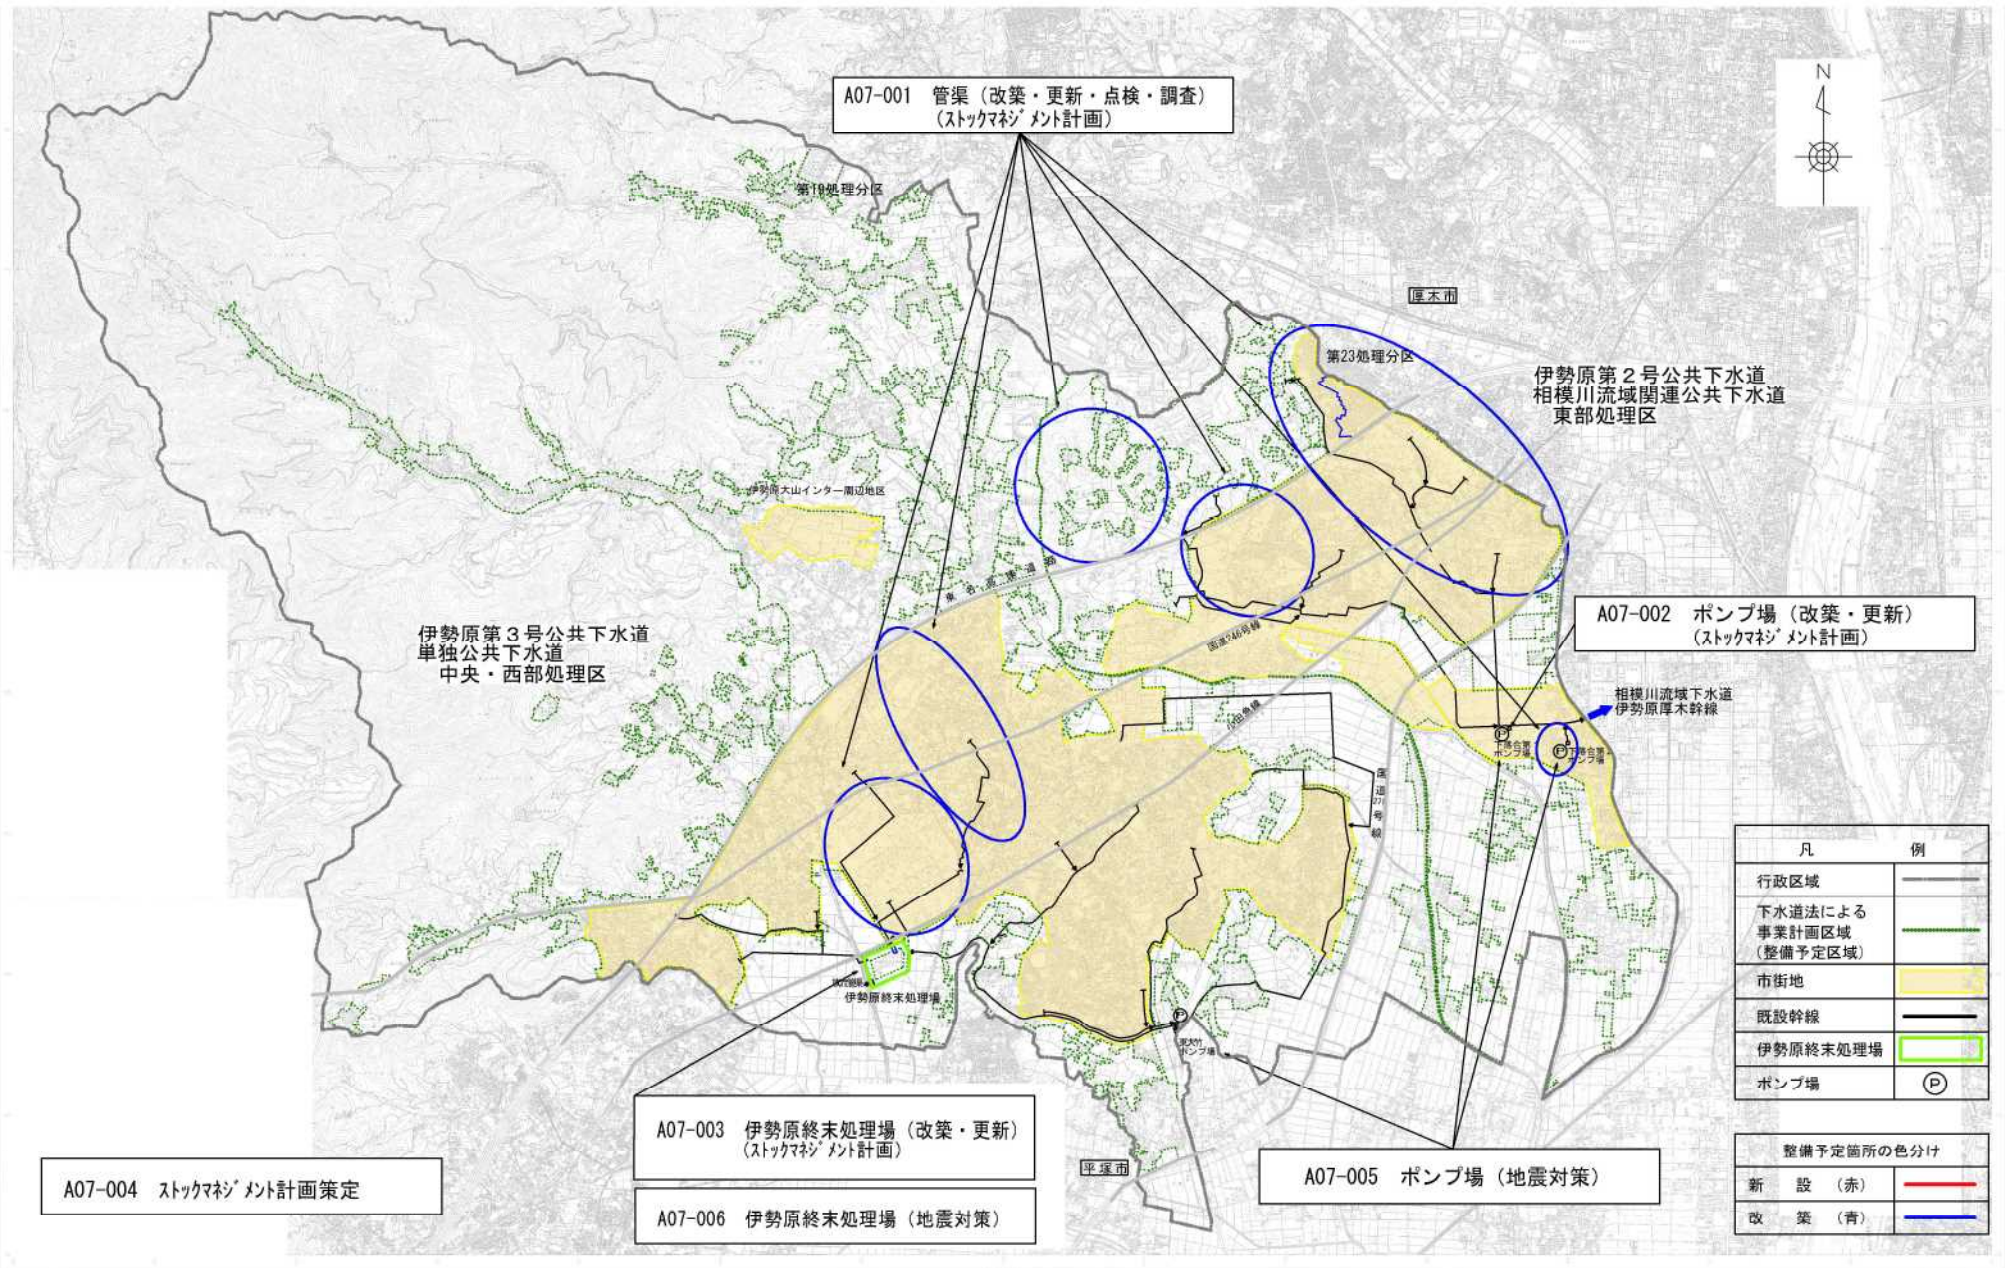 A07-001 管渠（改築・更新・点検・調査）
（ストックマネジメント計画）
N
第19処理分区
厚木市
第23処理分区
伊勢原第２号公共下水道
相模川流域関連公共下水道
東部処理区
伊勢原大山インター周辺地区
東名高速道路
伊勢原第３号公共下水道
単独公共下水道
中央・西部処理区
国道246号線
A07-002 ポンプ場（改築・更新）
（ストックマネジメント計画）
小田急線
相模川流域下水道
伊勢原厚木幹線
P
下落合第
ポンプ場
P
下落合第
ポンプ場
国道271号線
伊勢原終末処理場
P
東大竹
ポンプ場
凡例
行政区域
下水道法による
事業計画区域
（整備予定区域）
市街地
既設幹線
伊勢原終末処理場
ポンプ場 P
A07-003 伊勢原終末処理場（改築・更新）
（ストックマネジメント計画）
A07-004 ストックマネジメント計画策定
A07-006 伊勢原終末処理場（地震対策）
平塚市
A07-005 ポンプ場（地震対策）
整備予定箇所の色分け
新設（赤）
改築（青）